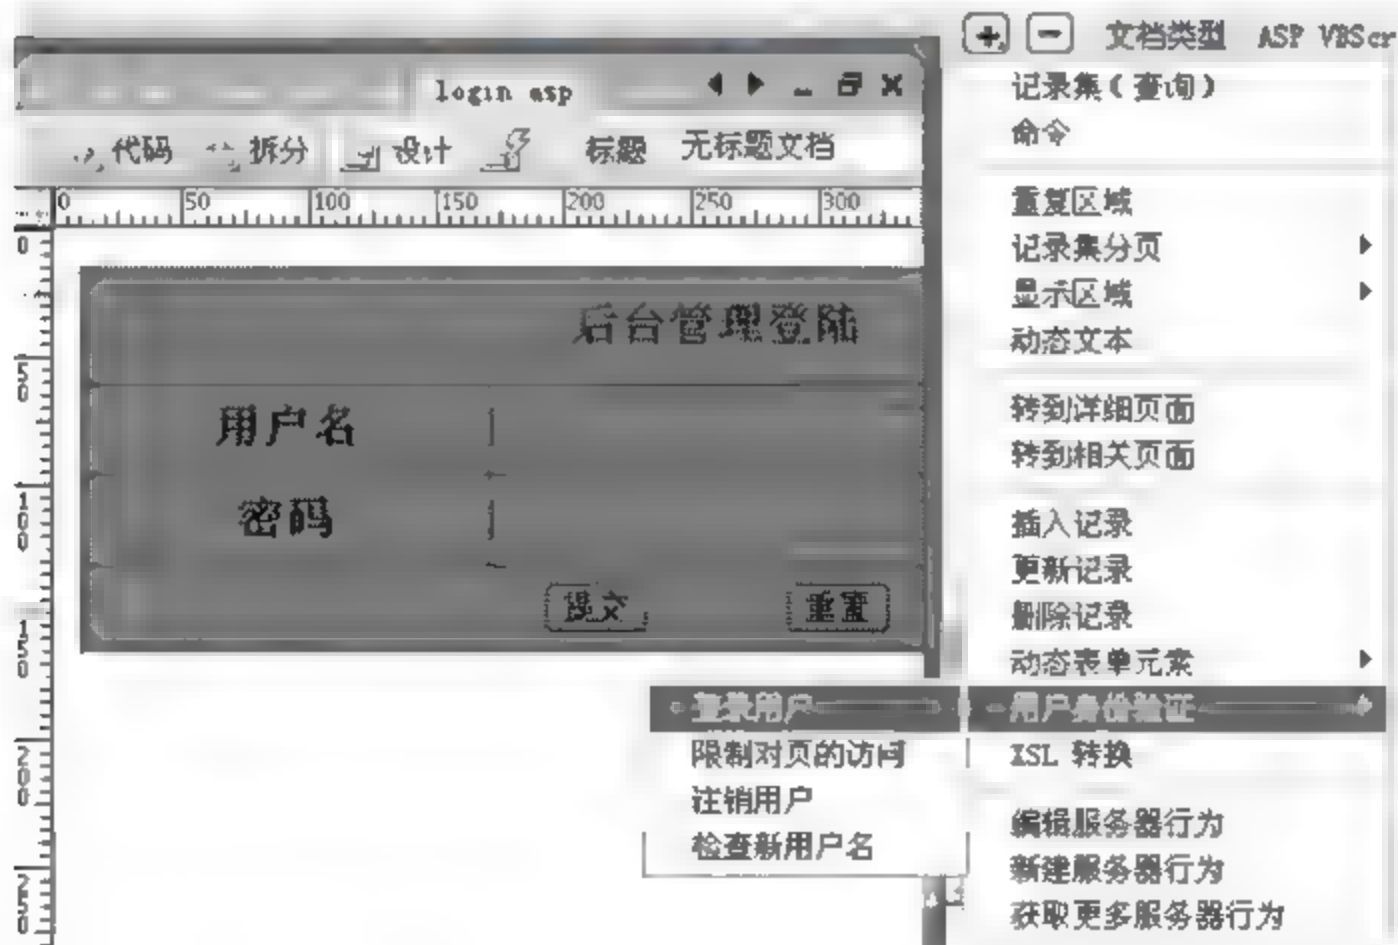 login asp
代码 拆分 设计 标题 无标题文档
0 50 100 150 200 250 300
0
50
100
150
200
250
后台管理登陆
用户名
密码
提交 重置
文档类型 ASP VBScr
记录集(查询)
命令
重复区域
记录集分页
显示区域
动态文本
转到详细页面
转到相关页面
插入记录
更新记录
删除记录
动态表单元素
用户身份验证
XSL 转换
编辑服务器行为
新建服务器行为
获取更多服务器行为
登录用户
限制对页的访问
注销用户
检查新用户名